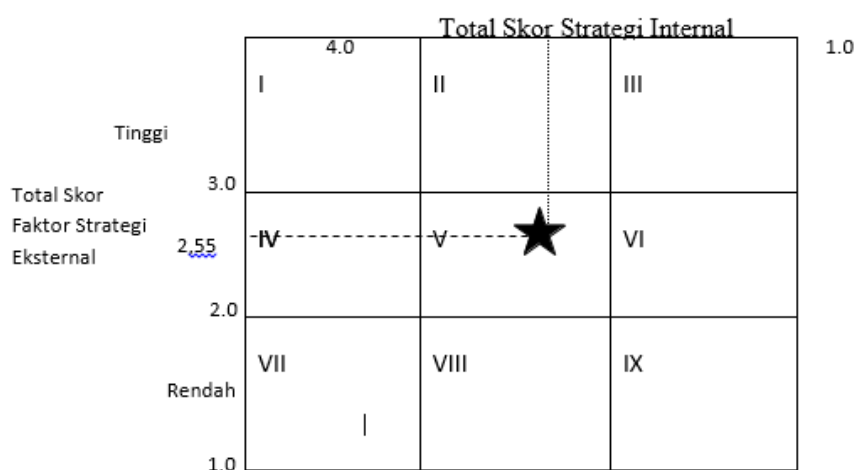 Total Skor Strategi Internal
4.0 1.0
I II III
Tinggi
3.0
Total Skor
Faktor Strategi
Eksternal
2,55
IV V VI
2.0
VII VIII IX
Rendah
1.0